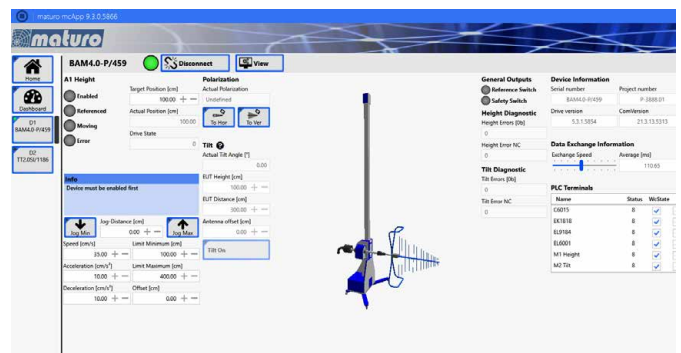 maturo mcApp 9.3.0.5866
maturo
Home
Dashboard
D1
BAM4.0-P/459
D2
TT2.05I/1186
BAM4.0-P/459
Disconnect
View
A1 Height
Enabled
Referenced
Moving
Error
Target Position [cm]
100.00
Actual Position [cm]
100.00
Drive State
0
Info
Device must be enabled first
Jog Min
Jog-Distance [cm]
0.00
Jog Max
Speed [cm/s]
33.00
Limit Minimum [cm]
100.00
Acceleration [cm/s²]
10.00
Limit Maximum [cm]
400.00
Deceleration [cm/s²]
10.00
Offset [cm]
0.00
Polarization
Actual Polarization
Undefined
To Hor
To Ver
Tilt
Actual Tilt Angle [°]
0.00
EUT Height [cm]
100.00
EUT Distance [cm]
300.00
Antenna offset [cm]
0.00
Tilt On
General Outputs
Reference Switch
Safety Switch
Height Diagnostic
Height Errors [0b]
0
Height Error NC
0
Tilt Diagnostic
Tilt Errors [0b]
0
Tilt Error NC
0
Device Information
Serial number
BAM4.0-P/459
Project number
P-3888.01
Drive version
5.3.1.5854
ComVersion
21.3.13.5313
Data Exchange Information
Exchange Speed
Average [ms]
110.65
PLC Terminals
Name Status WcState
C6015 8
EK1818 8
EL9184 8
EL6001 8
M1 Height 8
M2 Tilt 8